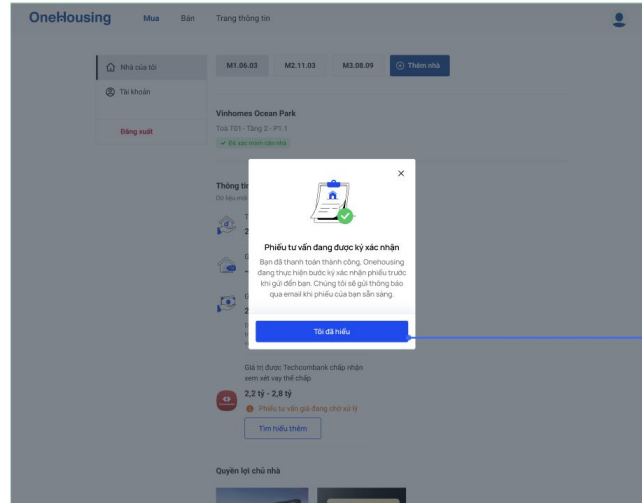 OneHousing
Mua
Bán
Trang thông tin
Nhà của tôi
Tài khoản
Đăng xuất
M1.06.03
M2.11.03
M3.08.09
Thêm nhà
Vinhomes Ocean Park
Toà T01 - Tầng 2 - P1.1
Đã xác minh căn nhà
Thông tin
Dữ liệu mới
Phiếu tư vấn đang được ký xác nhận
Bạn đã thanh toán thành công, Onehousing
đang thực hiện bước ký xác nhận phiếu trước
khi gửi đến bạn. Chúng tôi sẽ gửi thông báo
qua email khi phiếu của bạn sẵn sàng.
Tôi đã hiểu
Giá trị được Techcombank chấp nhận
xem xét vay thế chấp
2,2 tỷ - 2,8 tỷ
Phiếu tư vấn giá đang chờ xử lý
Tìm hiểu thêm
Quyền lợi chủ nhà